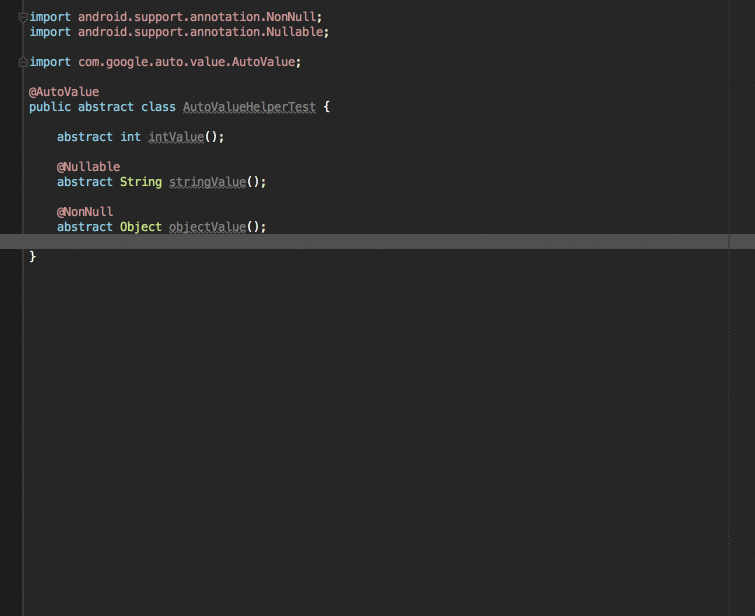 import android.support.annotation.NonNull;
import android.support.annotation.Nullable;
import com.google.auto.value.AutoValue;
@AutoValue
public abstract class AutoValueHelperTest {
abstract int intValue();
@Nullable
abstract String stringValue();
@NonNull
abstract Object objectValue();
}